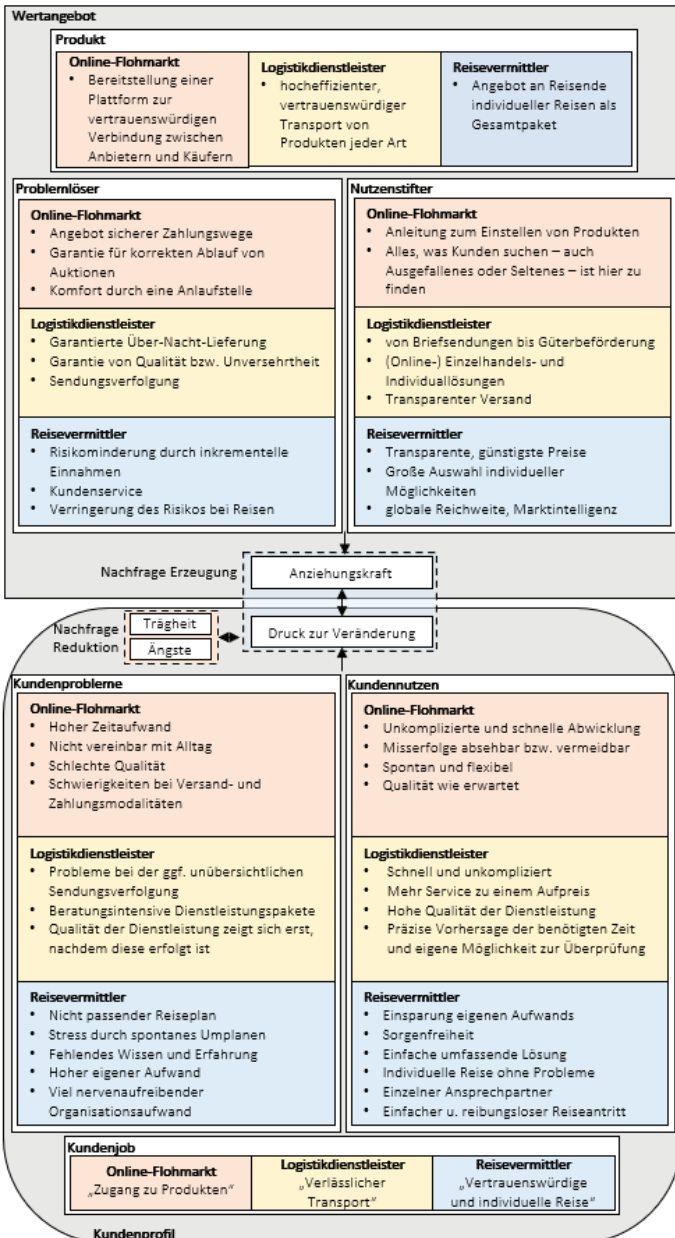 Wertangebot
Produkt
Online-Flohmarkt
• Bereitstellung einer
Plattform zur
vertrauenswürdigen
Verbindung zwischen
Anbietern und Käufern
Logistikdienstleister
• hocheffizienter,
vertrauenswürdiger
Transport von
Produkten jeder Art
Reisevermittler
• Angebot an Reisende
individueller Reisen als
Gesamtpaket
Problemlöser
Online-Flohmarkt
• Angebot sicherer Zahlungswege
• Garantie für korrekten Ablauf von
Auktionen
• Komfort durch eine Anlaufstelle
Logistikdienstleister
• Garantierte Über-Nacht-Lieferung
• Garantie von Qualität bzw. Unversehrtheit
• Sendungsverfolgung
Reisevermittler
• Risikominderung durch inkrementelle
Einnahmen
• Kundenservice
• Verringerung des Risikos bei Reisen
Nutzenstifter
Online-Flohmarkt
• Anleitung zum Einstellen von Produkten
• Alles, was Kunden suchen – auch
Ausgefallenes oder Seltenes – ist hier zu
finden
Logistikdienstleister
• von Briefsendungen bis Güterbeförderung
• (Online-) Einzelhandels- und
Individuallösungen
• Transparenter Versand
Reisevermittler
• Transparente, günstigste Preise
• Große Auswahl individueller
Möglichkeiten
• globale Reichweite, Marktintelligenz
Nachfrage Erzeugung
Anziehungskraft
Nachfrage
Reduktion
Trägheit
Ängste
Druck zur Veränderung
Kundenprobleme
Online-Flohmarkt
• Hoher Zeitaufwand
• Nicht vereinbar mit Alltag
• Schlechte Qualität
• Schwierigkeiten bei Versand- und
Zahlungsmodalitäten
Logistikdienstleister
• Probleme bei der ggf. unübersichtlichen
Sendungsverfolgung
• Beratungsintensive Dienstleistungspakete
• Qualität der Dienstleistung zeigt sich erst,
nachdem diese erfolgt ist
Reisevermittler
• Nicht passender Reiseplan
• Stress durch spontanes Umplanen
• Fehlendes Wissen und Erfahrung
• Hoher eigener Aufwand
• Viel nervenaufreibender
Organisationsaufwand
Kundennutzen
Online-Flohmarkt
• Unkomplizierte und schnelle Abwicklung
• Misserfolge absehbar bzw. vermeidbar
• Spontan und flexibel
• Qualität wie erwartet
Logistikdienstleister
• Schnell und unkompliziert
• Mehr Service zu einem Aufpreis
• Hohe Qualität der Dienstleistung
• Präzise Vorhersage der benötigten Zeit
und eigene Möglichkeit zur Überprüfung
Reisevermittler
• Einsparung eigenen Aufwands
• Sorgenfreiheit
• Einfache umfassende Lösung
• Individuelle Reise ohne Probleme
• Einzelner Ansprechpartner
• Einfacher u. reibungsloser Reiseantritt
Kundenjob
Online-Flohmarkt
„Zugang zu Produkten“
Logistikdienstleister
„Verlässlicher
Transport“
Reisevermittler
„Vertrauenswürdige
und individuelle Reise“
Kundenprofil